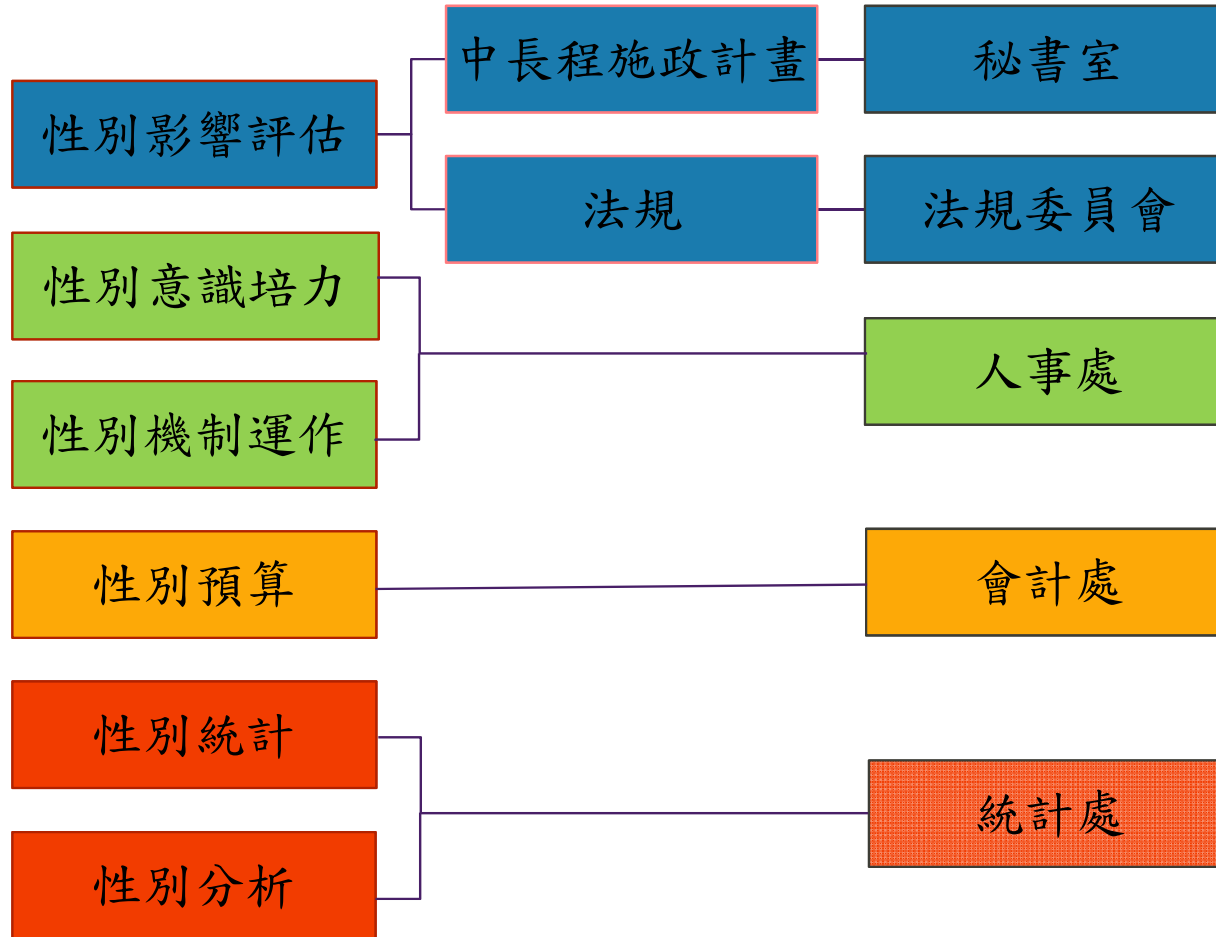 中長程施政計畫
秘書室
性別影響評估
法規
法規委員會
性別意識培力
人事處
性別機制運作
性別預算
會計處
性別統計
統計處
性別分析